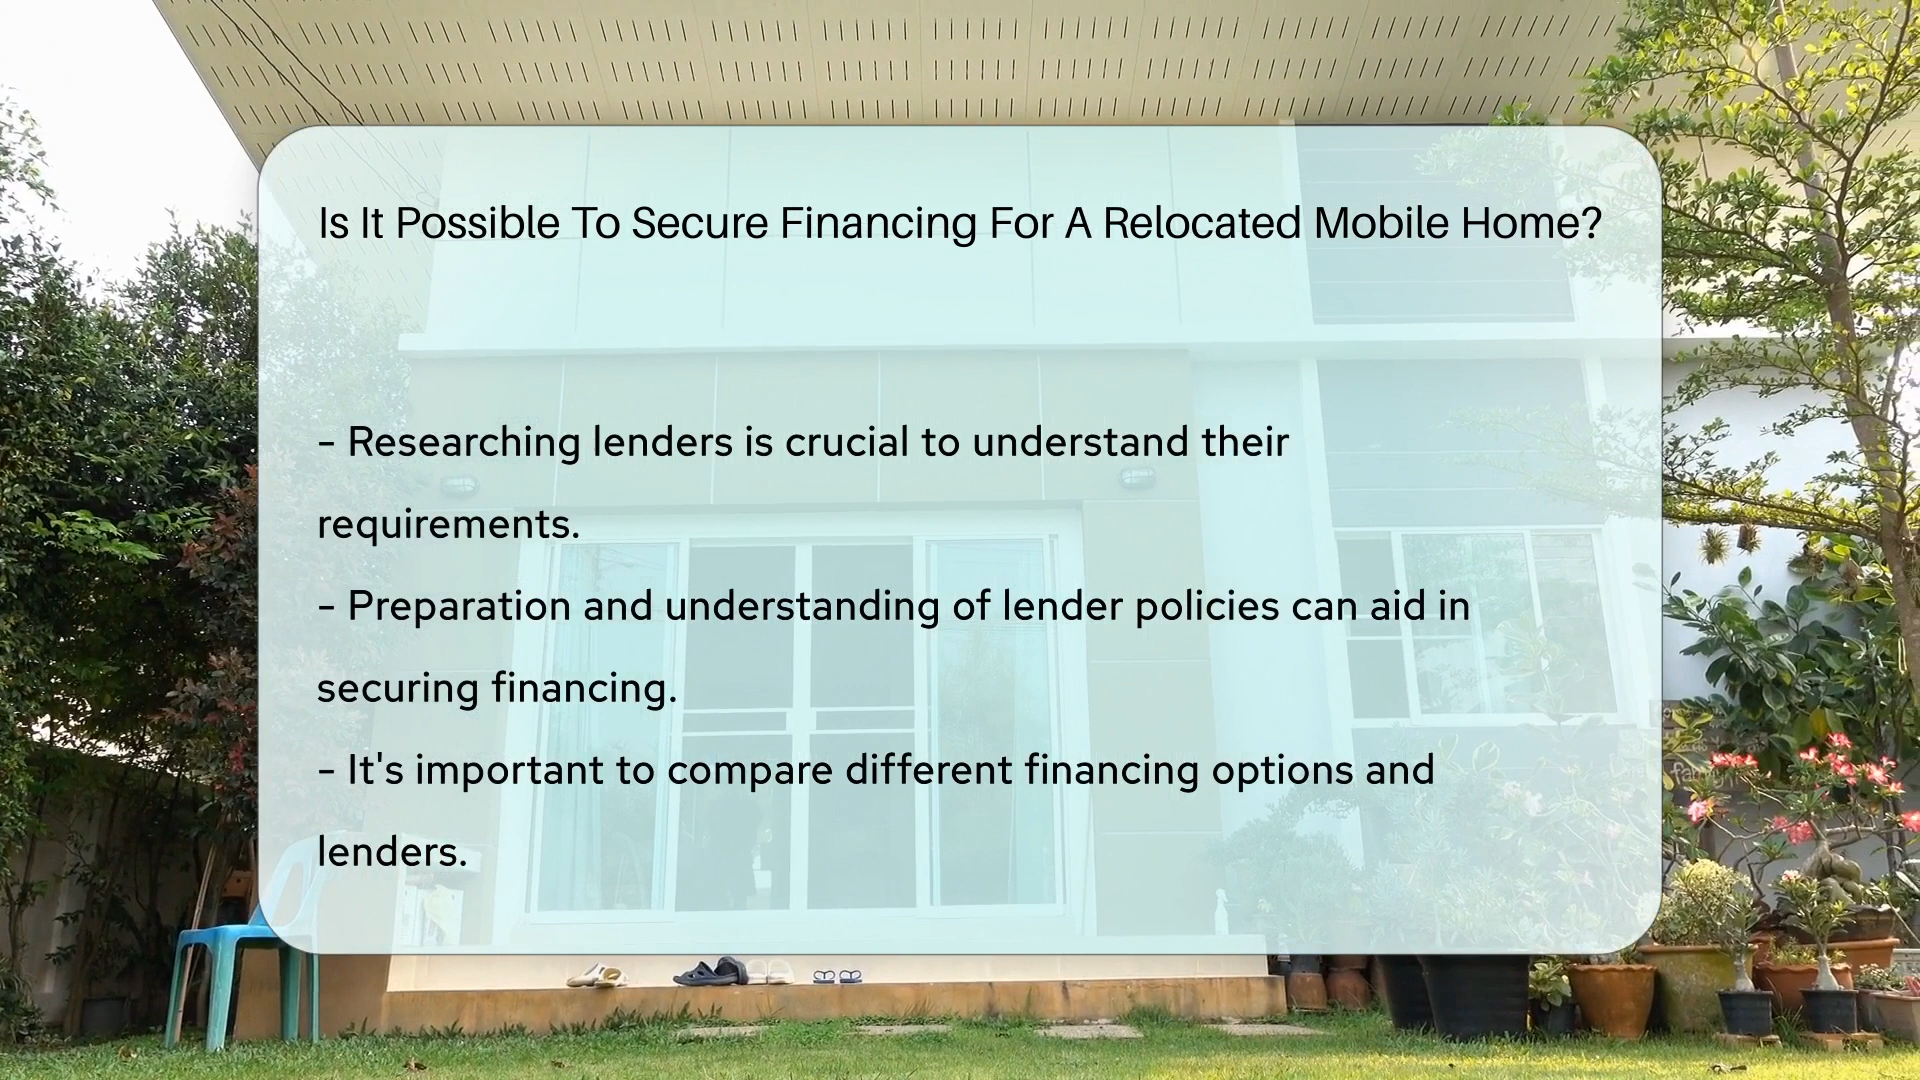 Is It Possible To Secure Financing For A Relocated Mobile Home?
- Researching lenders is crucial to understand their
requirements.
- Preparation and understanding of lender policies can aid in
securing financing.
- It's important to compare different financing options and
lenders.